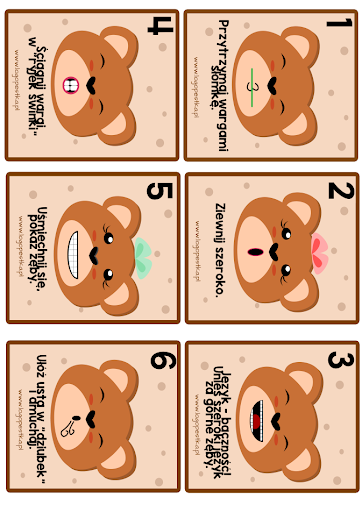 1
Przytrzymaj wargami
słomkę.
www.logopestka.pl
2
Ziewnij szeroko.
www.logopestka.pl
3
Język - baczność!
Unieś szeroki język
za górne zęby.
www.logopestka.pl
4
Ściągnij wargi
w "ryjek świnki"
www.logopestka.pl
5
Uśmiechnij się,
pokaż zęby.
www.logopestka.pl
6
Ułóż usta "dziubek"
i dmuchaj.
www.logopestka.pl